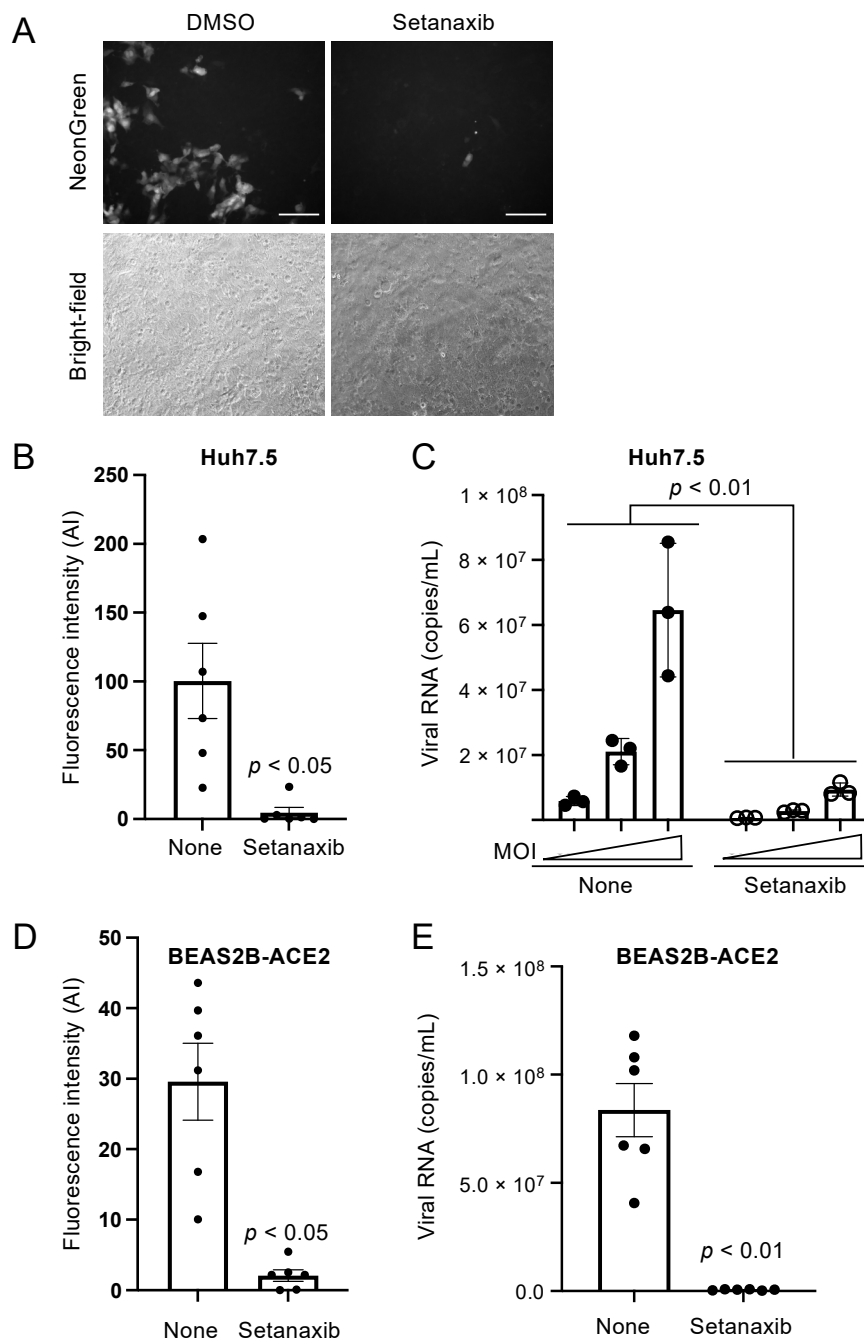 A
DMSO
Setanaxib
NeonGreen
Bright-field
B
Huh7.5
Fluorescence intensity (AI)
250
200
150
100
50
0
p < 0.05
None
Setanaxib
C
Huh7.5
Viral RNA (copies/mL)
1 × 10⁸
8 × 10⁷
6 × 10⁷
4 × 10⁷
2 × 10⁷
p < 0.01
MOI
None
Setanaxib
D
BEAS2B-ACE2
Fluorescence intensity (AI)
50
40
30
20
10
0
p < 0.05
None
Setanaxib
E
BEAS2B-ACE2
Viral RNA (copies/mL)
1.5 × 10⁸
1.0 × 10⁸
5.0 × 10⁷
0.0
p < 0.01
None
Setanaxib